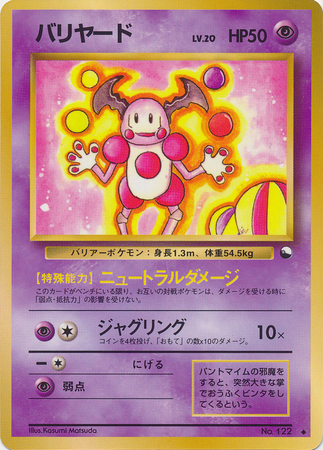 バリヤード LV.20 HP50
バリアーポケモン：身長1.3m、体重54.5kg
【特殊能力】ニュートラルダメージ
このカードがベンチにいる限り、お互いの対戦ポケモンは、ダメージを受ける時に
「弱点・抵抗力」の影響を受けない。
ジャグリング 10×
コインを4枚投げ、「おもて」の数×10のダメージ。
にげる
弱点
パントマイムの邪魔を
すると、突然大きな掌
でおうふくビンタをし
てくるという。
Illus.Kasumi Matsuda
No.122